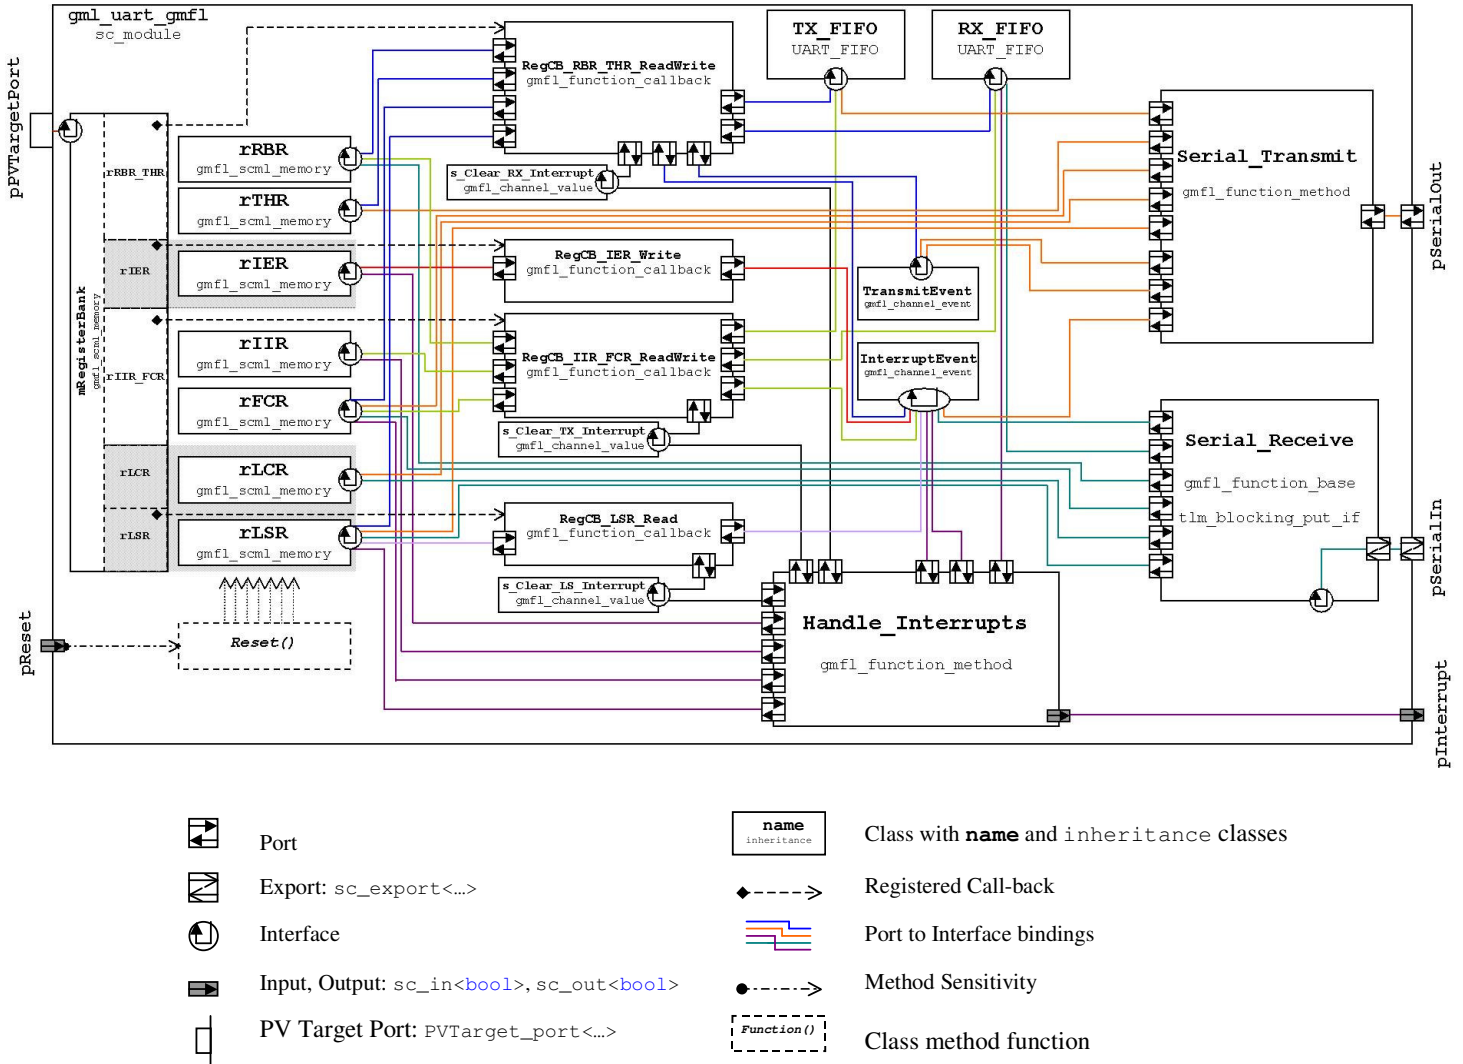 gml_uart_gmfl
sc_module
pPVTargetPort
mRegisterBank
gmfl_scml_memory
rRBR_THR
rIER
rIIR_FCR
rLCR
rLSR
rRBR
gmfl_scml_memory
rTHR
gmfl_scml_memory
rIER
gmfl_scml_memory
rIIR
gmfl_scml_memory
rFCR
gmfl_scml_memory
rLCR
gmfl_scml_memory
rLSR
gmfl_scml_memory
pReset
Reset()
RegCB_RBR_THR_ReadWrite
gmfl_function_callback
s_Clear_RX_Interrupt
gmfl_channel_value
RegCB_IER_Write
gmfl_function_callback
RegCB_IIR_FCR_ReadWrite
gmfl_function_callback
s_Clear_TX_Interrupt
gmfl_channel_value
RegCB_LSR_Read
gmfl_function_callback
s_Clear_LS_Interrupt
gmfl_channel_value
TX_FIFO
UART_FIFO
RX_FIFO
UART_FIFO
TransmitEvent
gmfl_channel_event
InterruptEvent
gmfl_channel_event
Handle_Interrupts
gmfl_function_method
Serial_Transmit
gmfl_function_method
Serial_Receive
gmfl_function_base
tlm_blocking_put_if
pSerialOut
pSerialIn
pInterrupt
Port
Export: sc_export<…>
Interface
Input, Output: sc_in<bool>, sc_out<bool>
PV Target Port: PVTarget_port<…>
name
inheritance
Class with name and inheritance classes
Registered Call-back
Port to Interface bindings
Method Sensitivity
Function()
Class method function